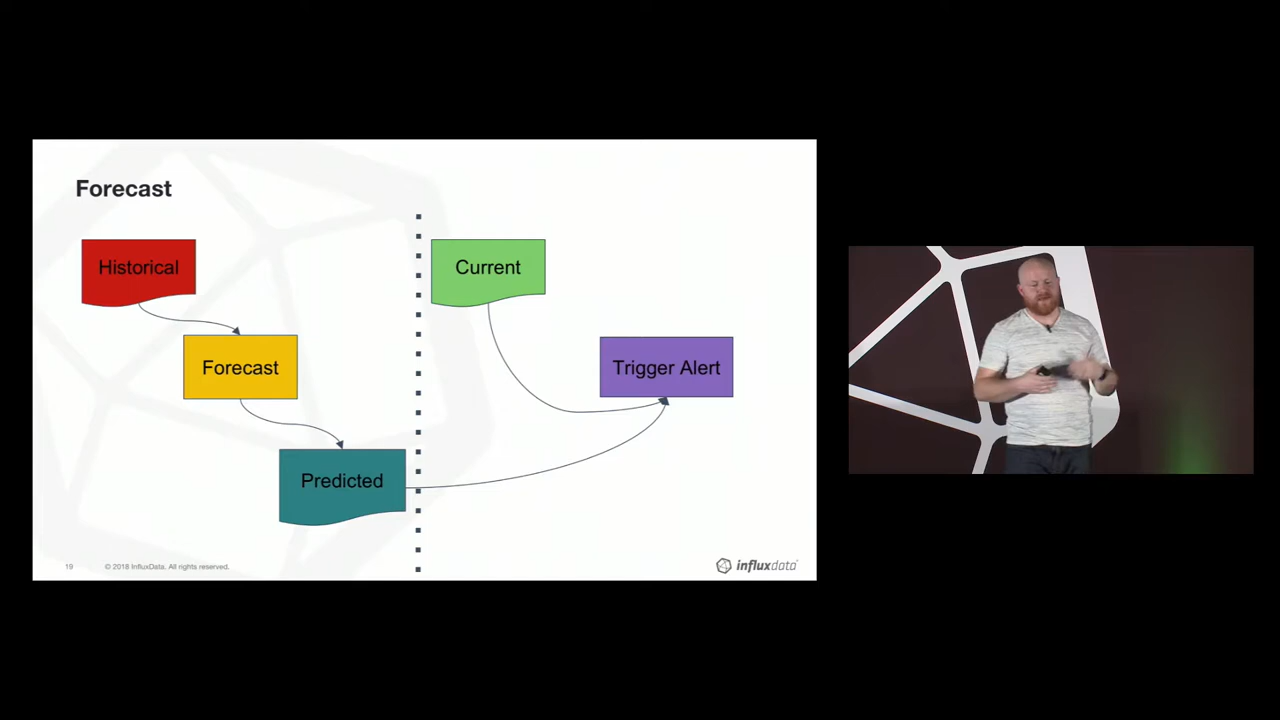 Forecast
Historical
Current
Forecast
Trigger Alert
Predicted
19 © 2018 InfluxData. All rights reserved.
influxdata